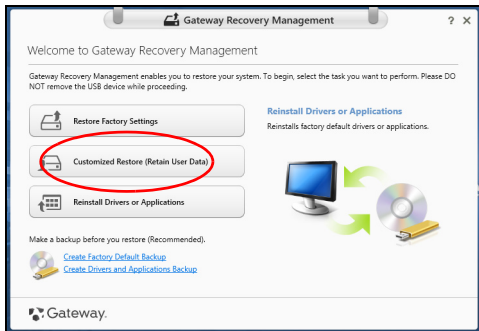 Gateway Recovery Management
? X
Welcome to Gateway Recovery Management
Gateway Recovery Management enables you to restore your system. To begin, select the task you want to perform. Please DO
NOT remove the USB device while proceeding.
Restore Factory Settings
Customized Restore (Retain User Data)
Reinstall Drivers or Applications
Reinstall Drivers or Applications
Reinstalls factory default drivers or applications.
Make a backup before you restore (Recommended).
Create Factory Default Backup
Create Drivers and Applications Backup
Gateway.